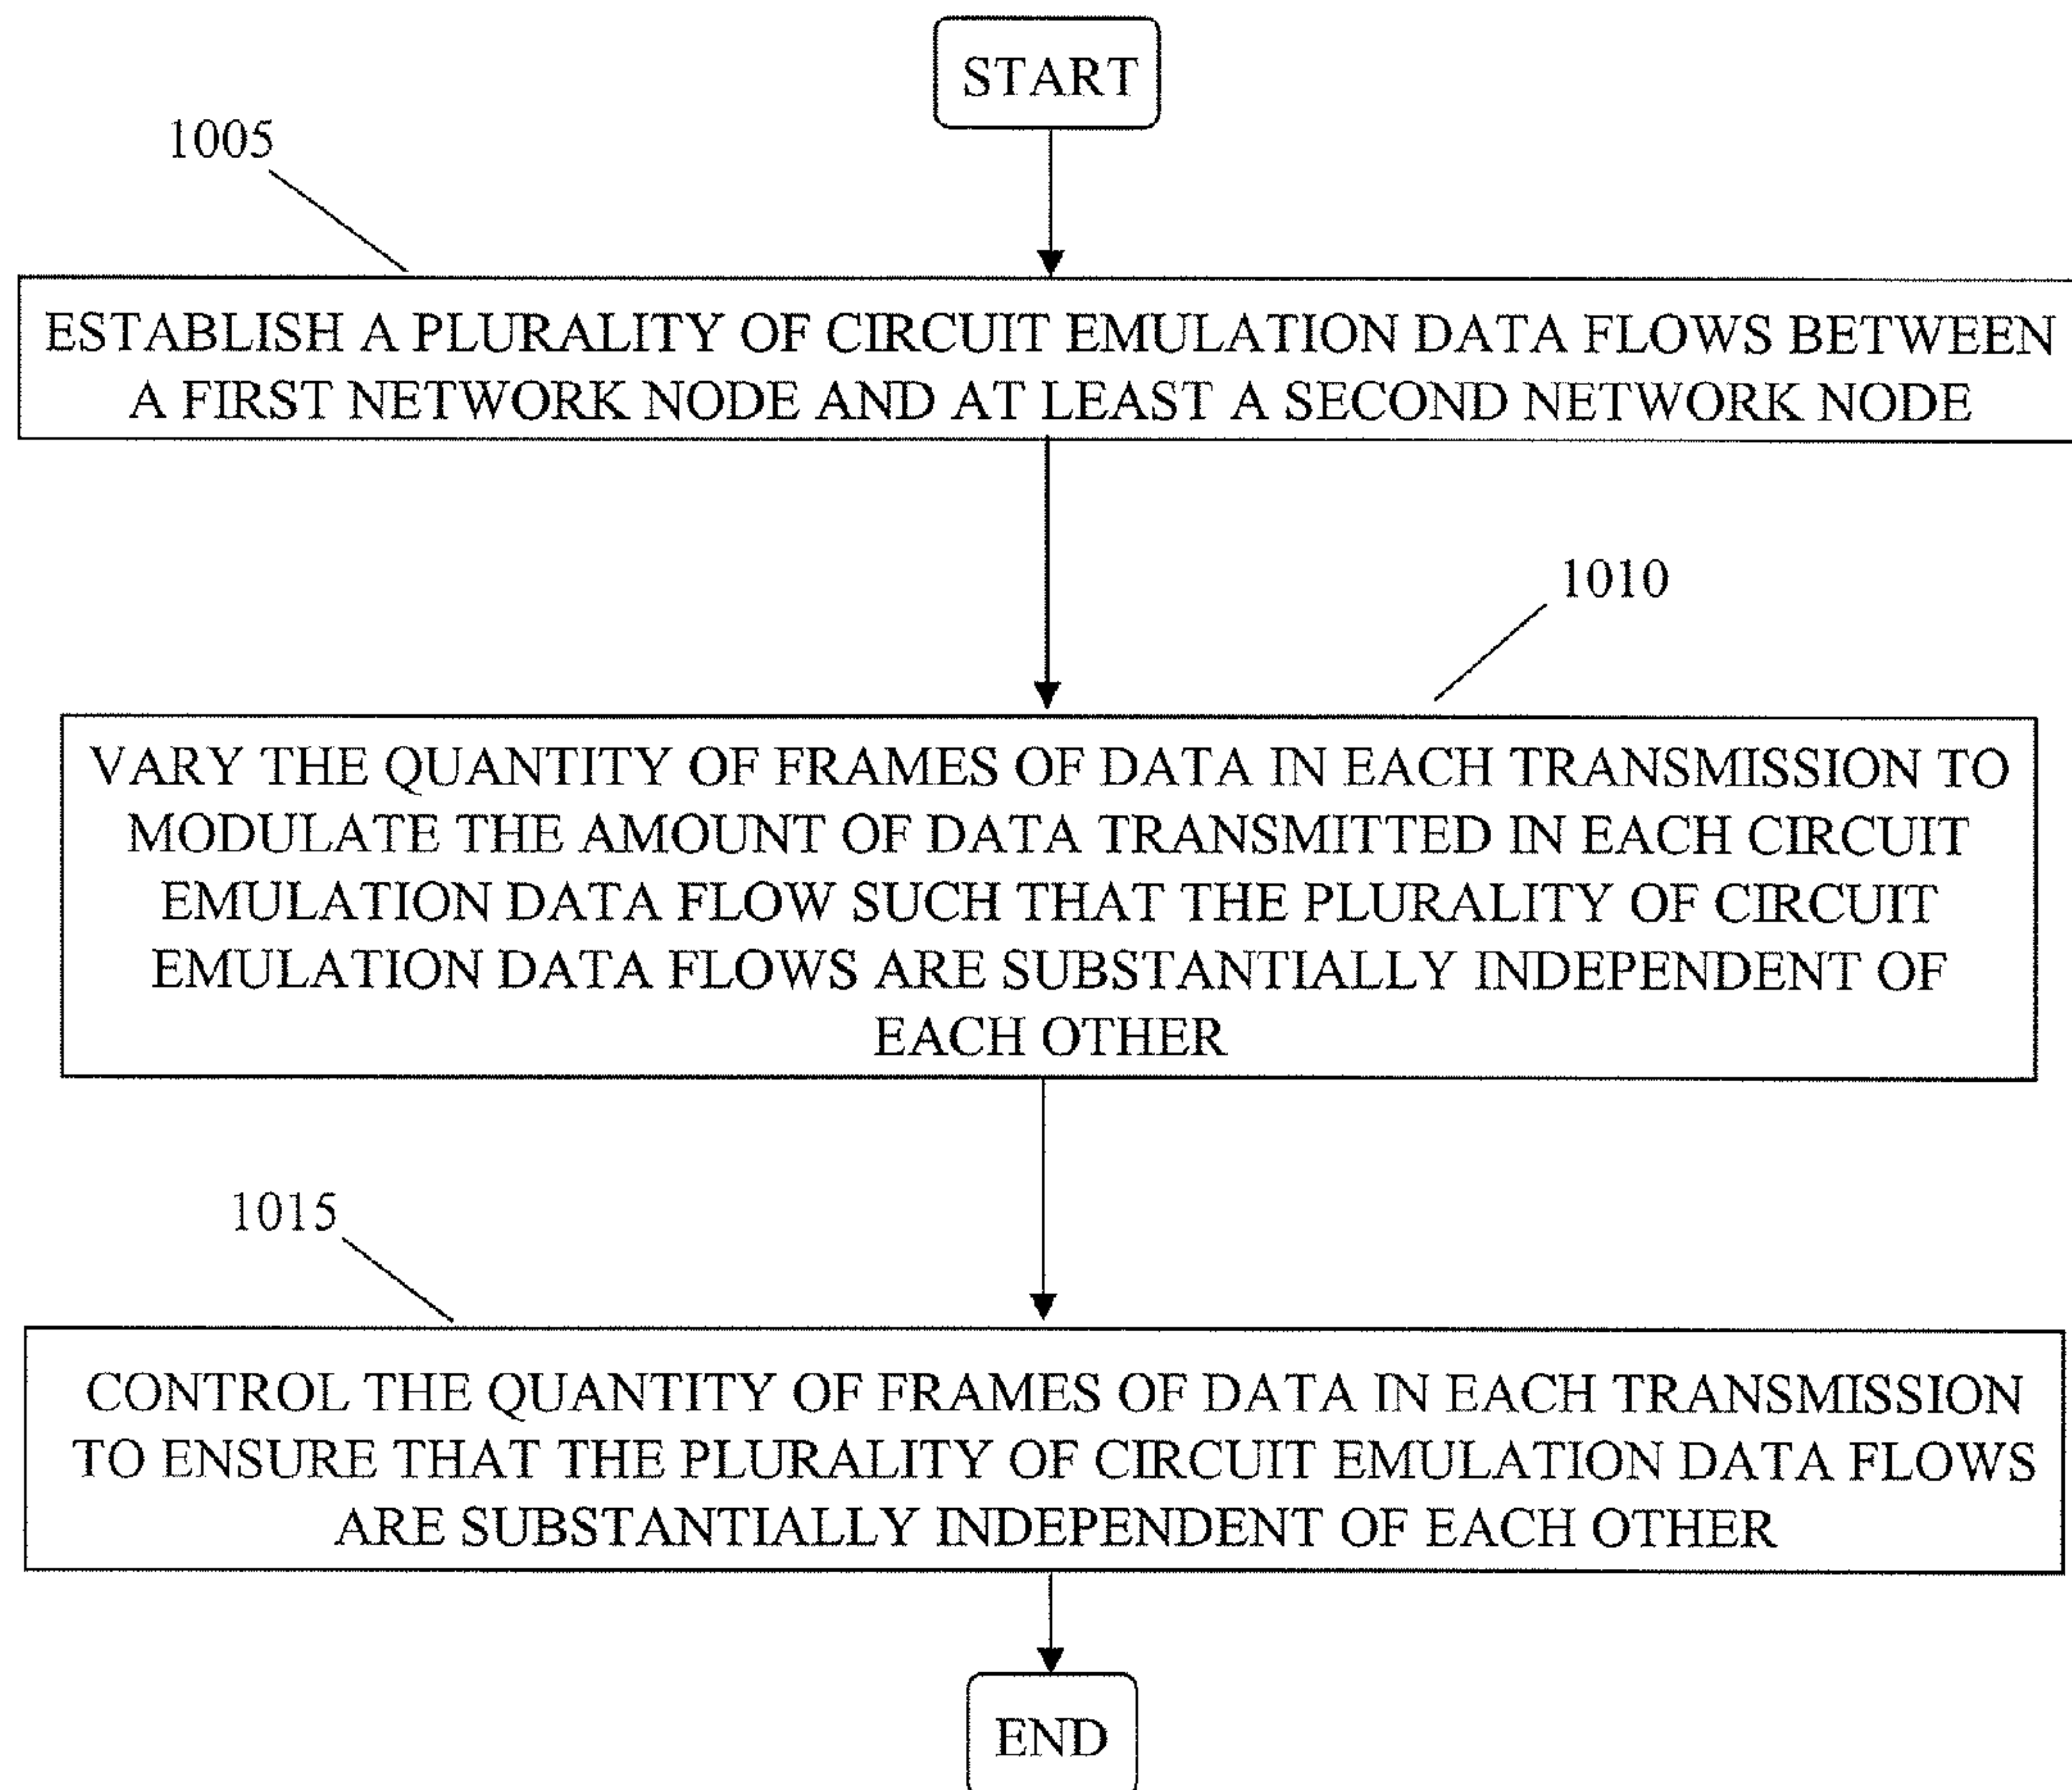 START
1005
ESTABLISH A PLURALITY OF CIRCUIT EMULATION DATA FLOWS BETWEEN
A FIRST NETWORK NODE AND AT LEAST A SECOND NETWORK NODE
1010
VARY THE QUANTITY OF FRAMES OF DATA IN EACH TRANSMISSION TO
MODULATE THE AMOUNT OF DATA TRANSMITTED IN EACH CIRCUIT
EMULATION DATA FLOW SUCH THAT THE PLURALITY OF CIRCUIT
EMULATION DATA FLOWS ARE SUBSTANTIALLY INDEPENDENT OF
EACH OTHER
1015
CONTROL THE QUANTITY OF FRAMES OF DATA IN EACH TRANSMISSION
TO ENSURE THAT THE PLURALITY OF CIRCUIT EMULATION DATA FLOWS
ARE SUBSTANTIALLY INDEPENDENT OF EACH OTHER
END